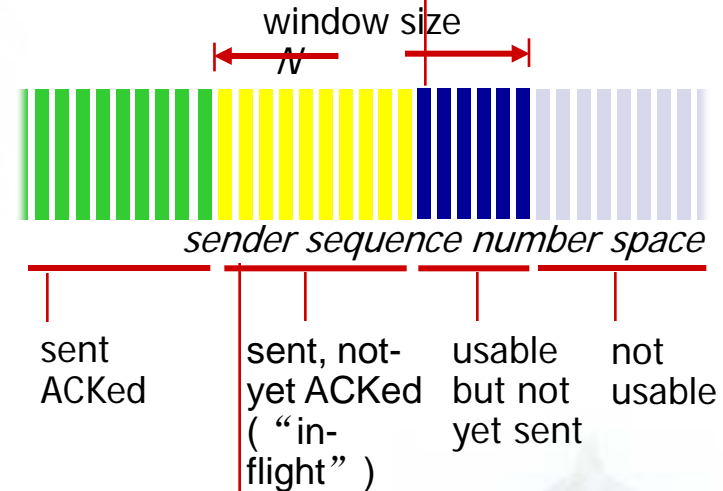 window size
N
sender sequence number space
sent
ACKed
sent, not-
yet ACKed
( “in-
flight” )
usable
but not
yet sent
not
usable